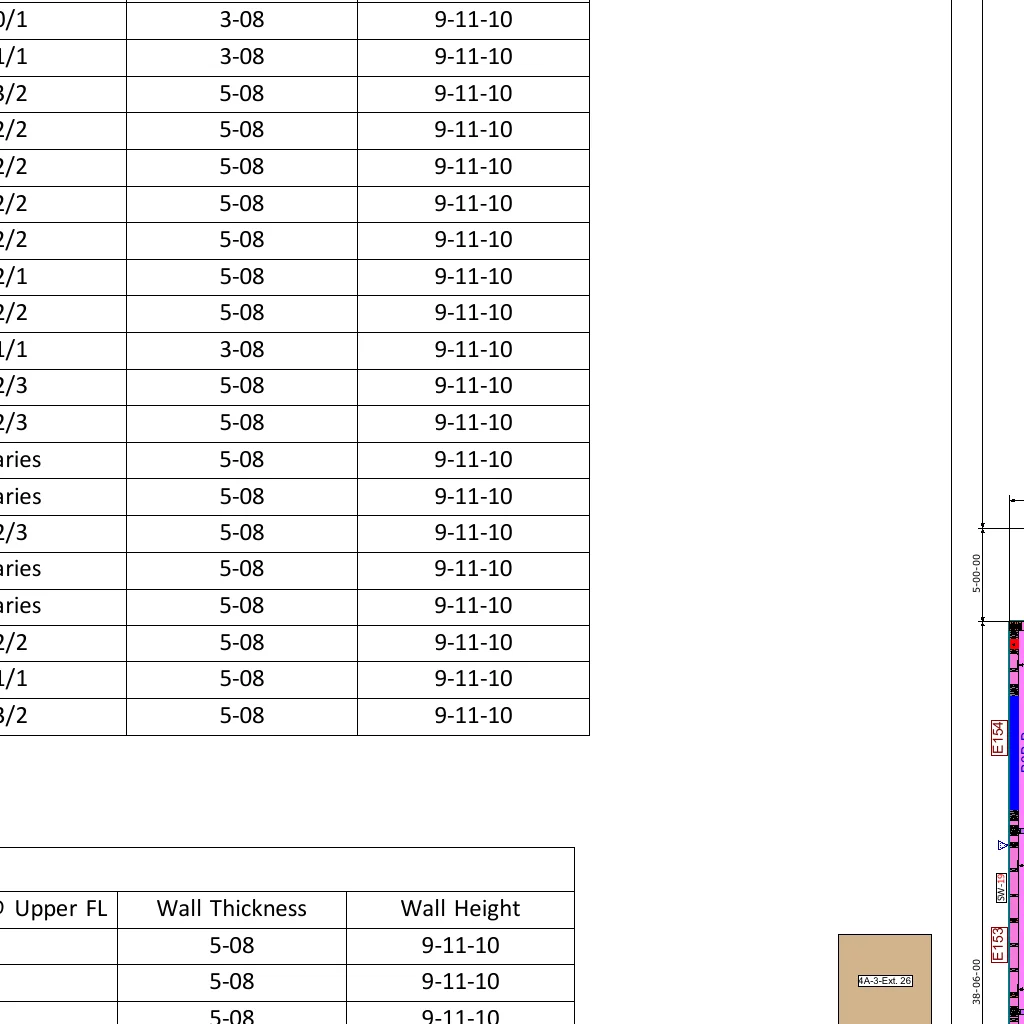 0/1 3-08 9-11-10
1/1 3-08 9-11-10
3/2 5-08 9-11-10
2/2 5-08 9-11-10
2/2 5-08 9-11-10
2/2 5-08 9-11-10
2/2 5-08 9-11-10
2/1 5-08 9-11-10
2/2 5-08 9-11-10
1/1 3-08 9-11-10
2/3 5-08 9-11-10
2/3 5-08 9-11-10
aries 5-08 9-11-10
aries 5-08 9-11-10
2/3 5-08 9-11-10
aries 5-08 9-11-10
aries 5-08 9-11-10
2/2 5-08 9-11-10
1/1 5-08 9-11-10
3/2 5-08 9-11-10
Upper FL Wall Thickness Wall Height
5-08 9-11-10
5-08 9-11-10
5-08 9-11-10
4A-3-Ext. 26
5-00-00
E154
SW-19
E153
38-06-00